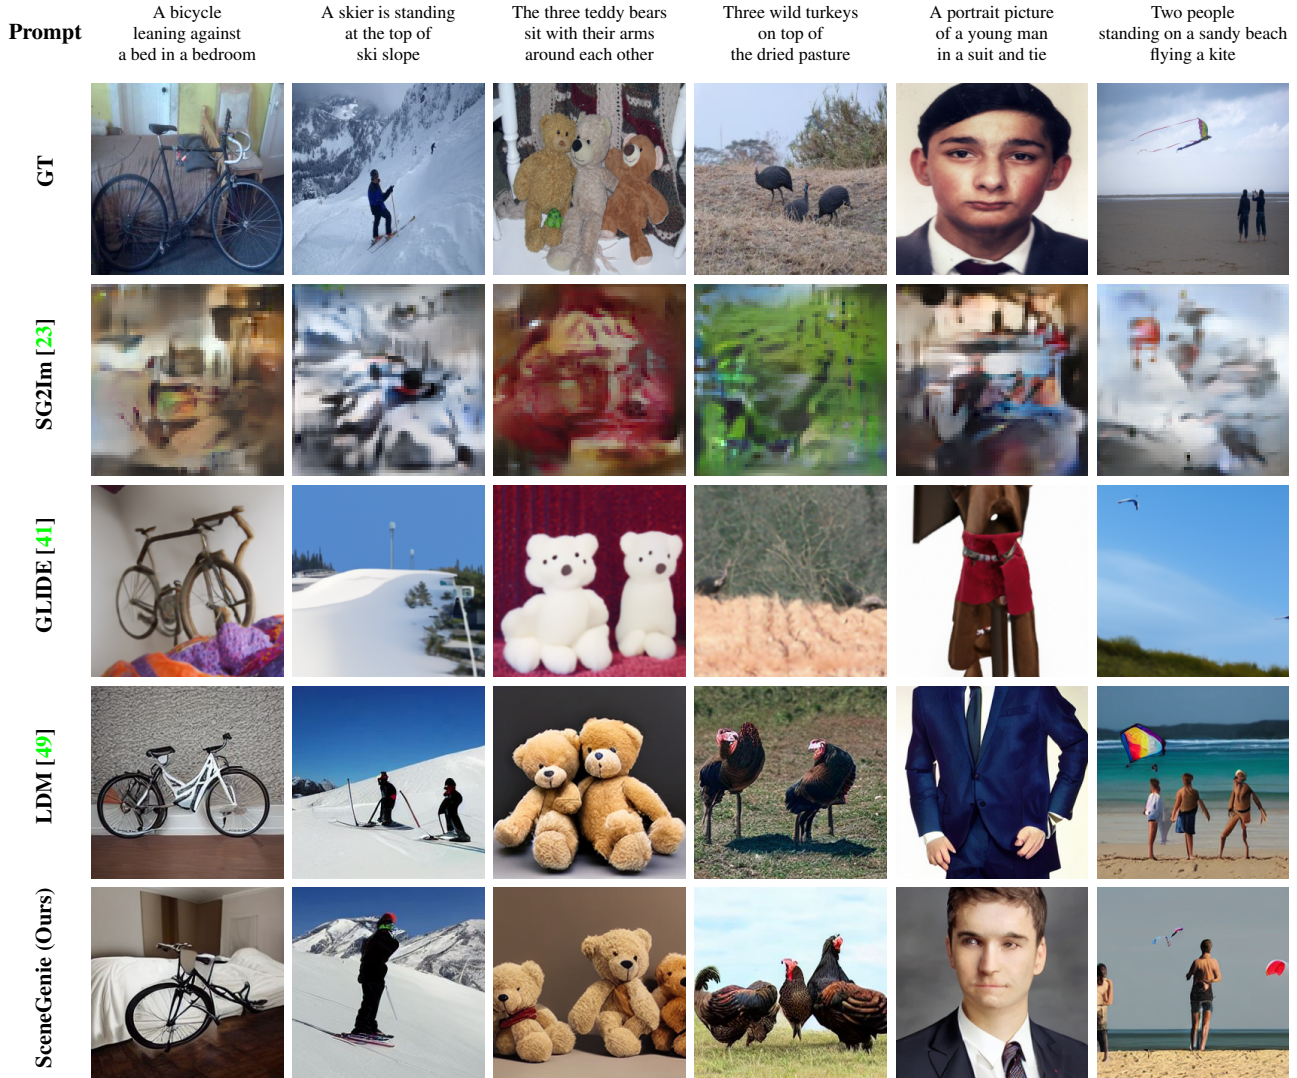 Prompt
A bicycle
leaning against
a bed in a bedroom
A skier is standing
at the top of
ski slope
The three teddy bears
sit with their arms
around each other
Three wild turkeys
on top of
the dried pasture
A portrait picture
of a young man
in a suit and tie
Two people
standing on a sandy beach
flying a kite
GT
SG2Im [23]
GLIDE [41]
LDM [49]
SceneGenie (Ours)